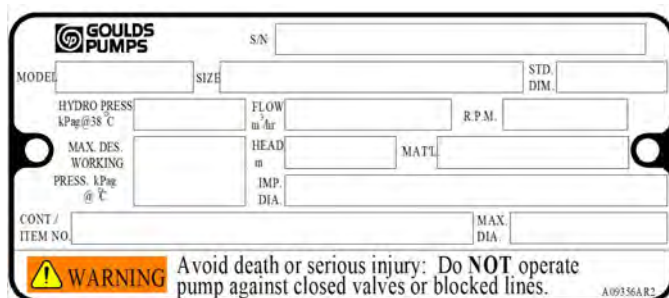 GOULDS
PUMPS
S/N
MODEL
SIZE
STD.
DIM.
HYDRO PRESS
kPag@38 °C
FLOW
m³/hr
R.P.M.
MAX. DES.
WORKING
PRESS. kPag
@ °C
HEAD
m
MAT'L
IMP.
DIA.
CONT /
ITEM NO.
MAX.
DIA
WARNING
Avoid death or serious injury: Do NOT operate
pump against closed valves or blocked lines.
A09356AR2